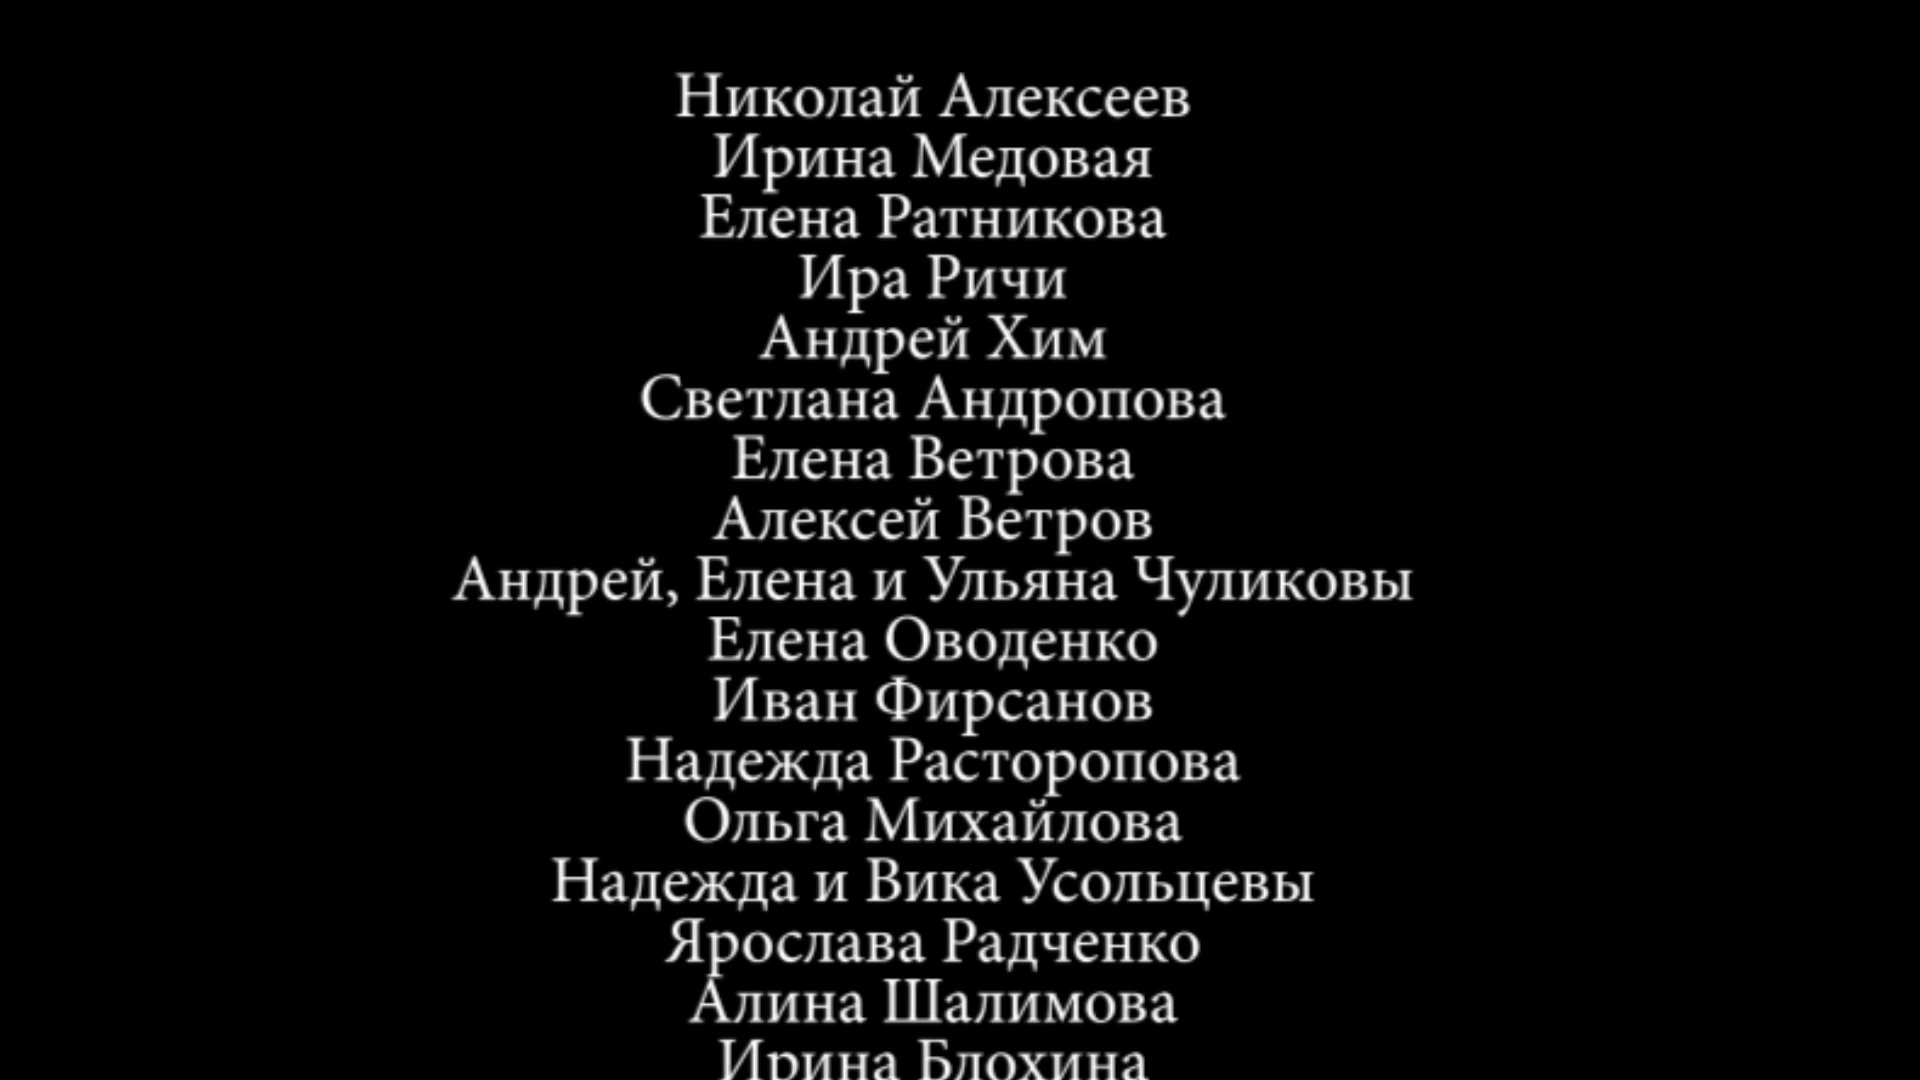 Николай Алексеев
Ирина Медовая
Елена Ратникова
Ира Ричи
Андрей Хим
Светлана Андропова
Елена Ветрова
Алексей Ветров
Андрей, Елена и Ульяна Чуликовы
Елена Оводенко
Иван Фирсанов
Надежда Расторопова
Ольга Михайлова
Надежда и Вика Усольцевы
Ярослава Радченко
Алина Шалимова
Ирина Блохина